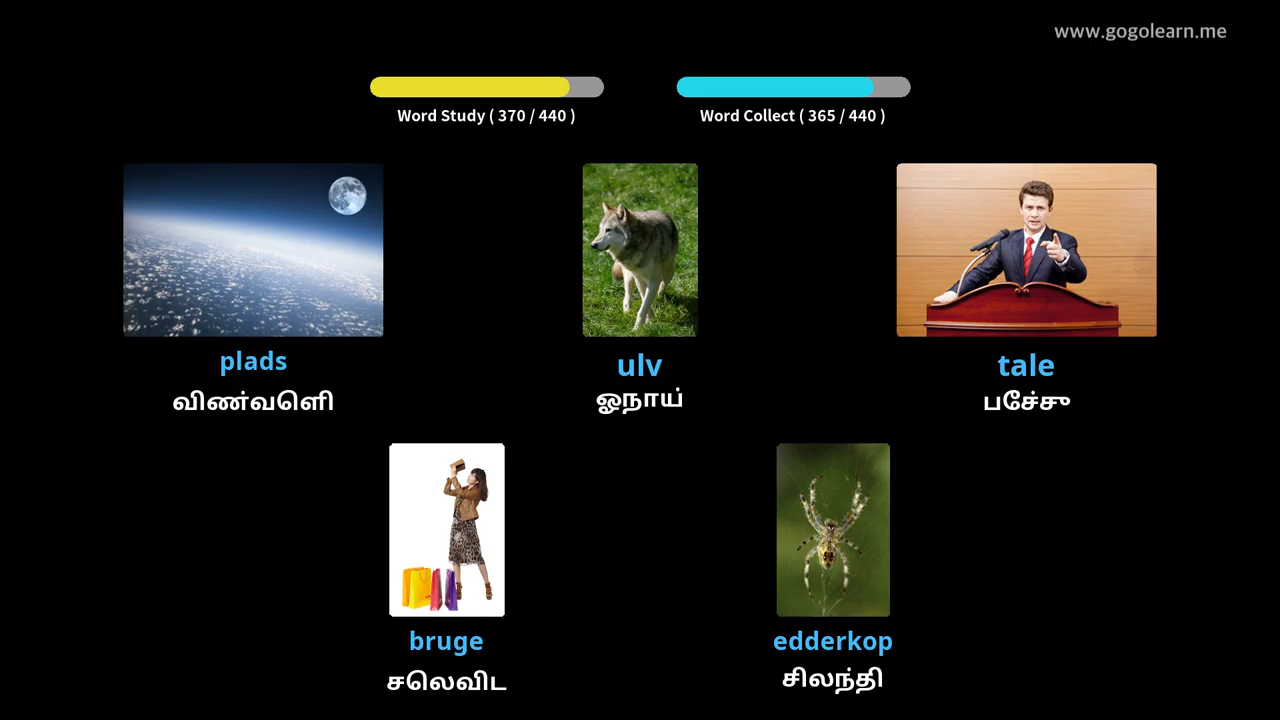 www.gogolearn.me
Word Study ( 370 / 440 )
Word Collect ( 365 / 440 )
plads
ulv
tale
விண்வெளி
ஓநாய்
பேச்சு
bruge
edderkop
செலவிட
சிலந்தி